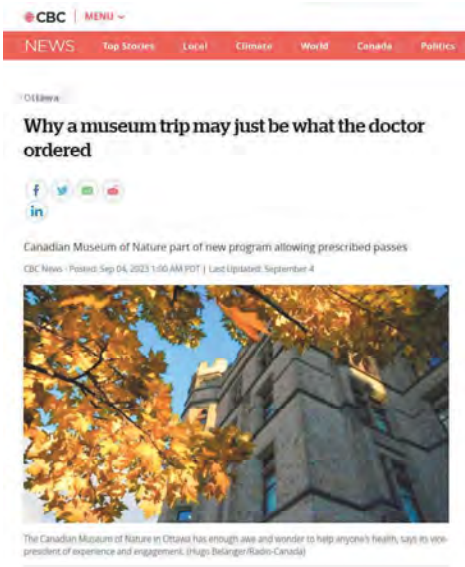 CBC MENU
NEWS Top Stories Local Climate World Canada Politics
Ottawa
Why a museum trip may just be what the doctor
ordered
f
in
Canadian Museum of Nature part of new program allowing prescribed passes
CBC News · Posted: Sep 04, 2023 1:00 AM PDT | Last Updated: September 4
The Canadian Museum of Nature in Ottawa has enough awe and wonder to help anyone's health, says its vice-
president of experience and engagement. (Hugo Belanger/Radio-Canada)